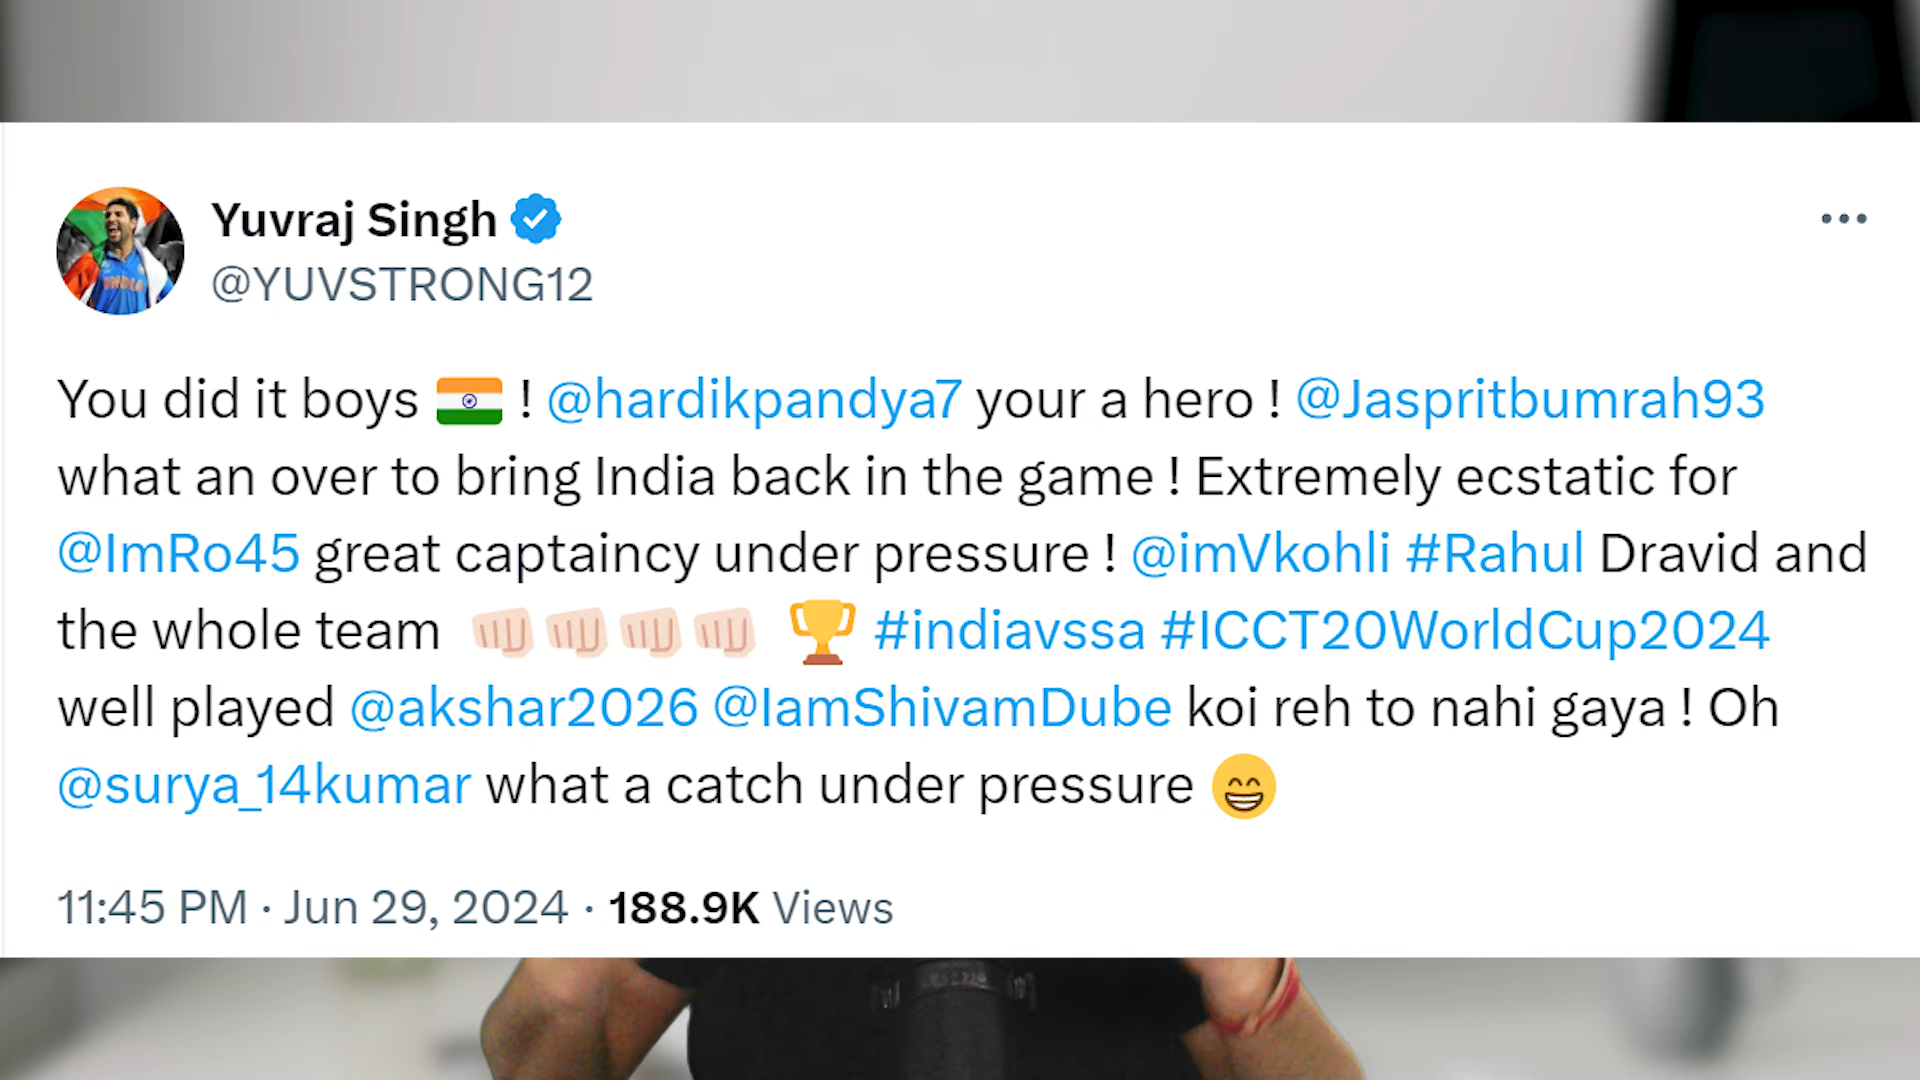 Yuvraj Singh
@YUVSTRONG12
You did it boys 🇮🇳 ! @hardikpandya7 your a hero ! @Jaspritbumrah93
what an over to bring India back in the game ! Extremely ecstatic for
@ImRo45 great captaincy under pressure ! @imVkohli #Rahul Dravid and
the whole team 👊🏻👊🏻👊🏻👊🏻 🏆 #indiavssa #ICCT20WorldCup2024
well played @akshar2026 @IamShivamDube koi reh to nahi gaya ! Oh
@surya_14kumar what a catch under pressure 😁
11:45 PM · Jun 29, 2024 · 188.9K Views